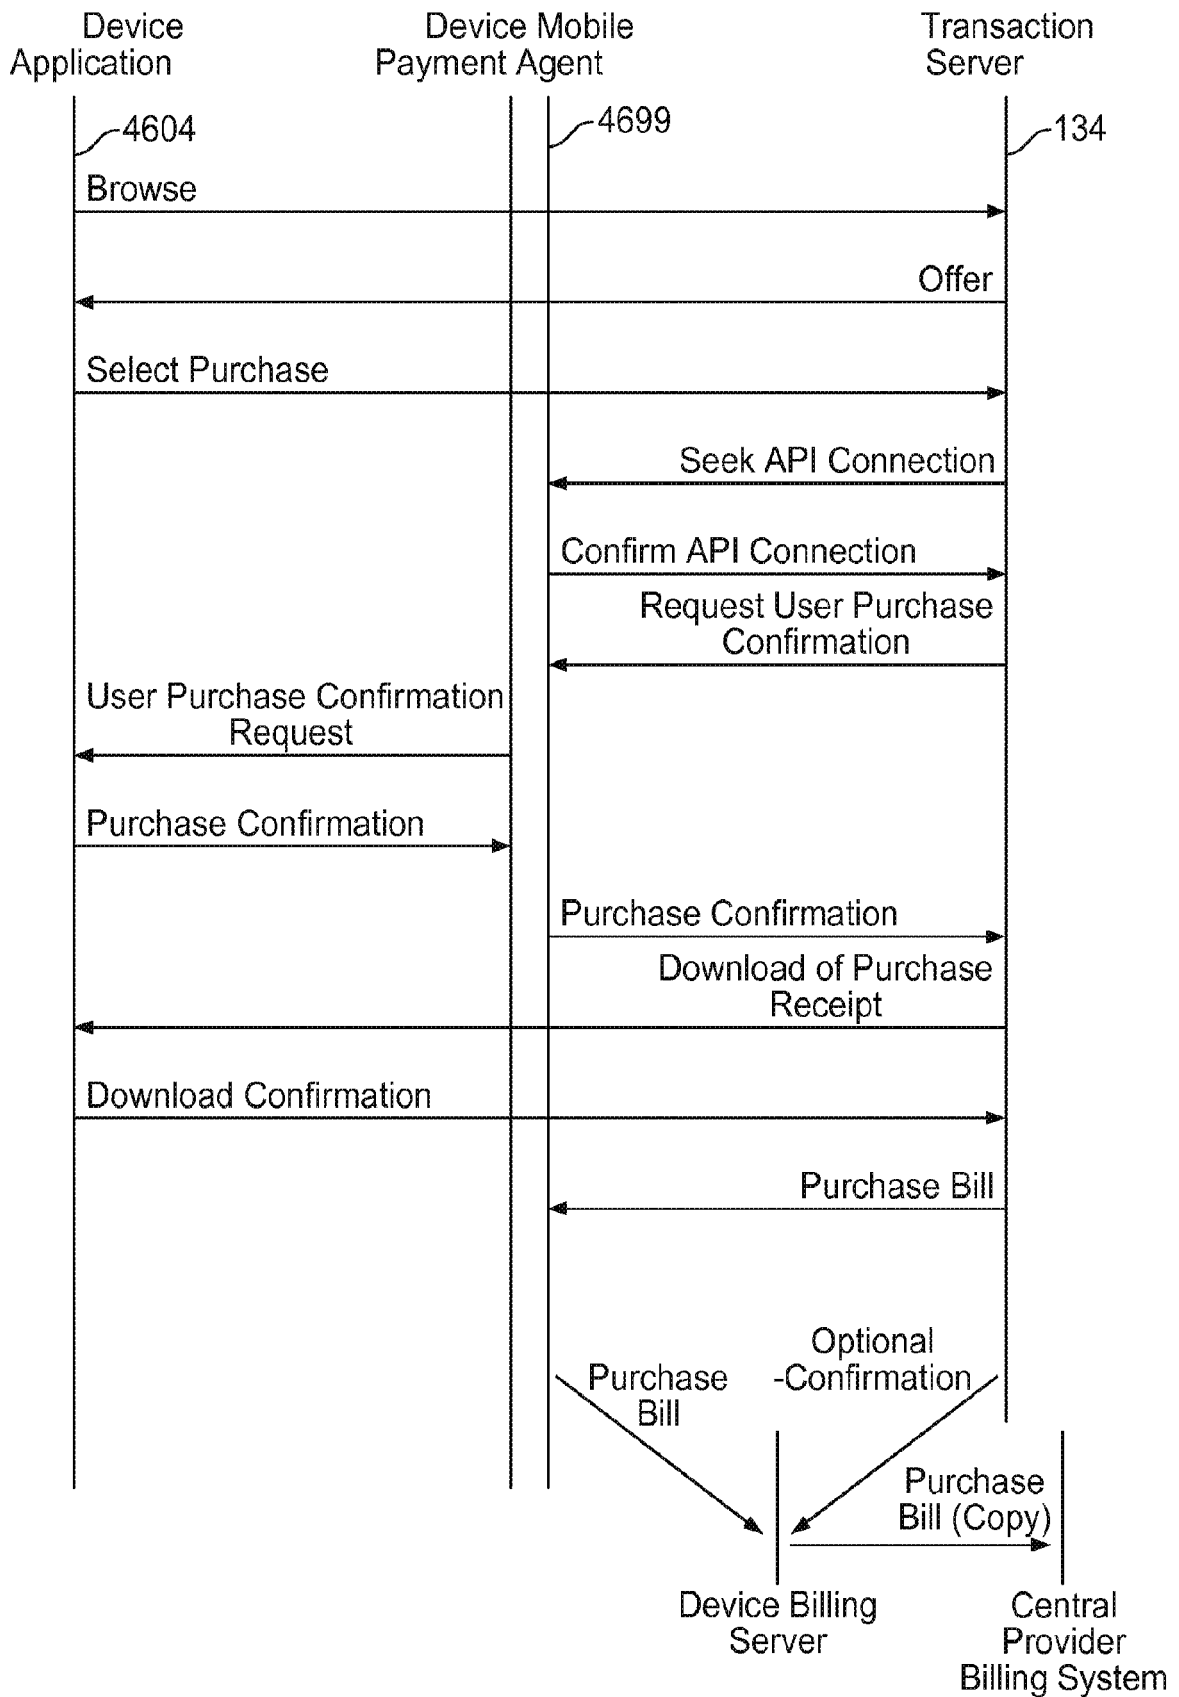 Device
Application
Device Mobile
Payment Agent
Transaction
Server
4604
4699
134
Browse
Offer
Select Purchase
Seek API Connection
Confirm API Connection
Request User Purchase
Confirmation
User Purchase Confirmation
Request
Purchase Confirmation
Purchase Confirmation
Download of Purchase
Receipt
Download Confirmation
Purchase Bill
Purchase
Bill
Optional
-Confirmation
Purchase
Bill (Copy)
Device Billing
Server
Central
Provider
Billing System